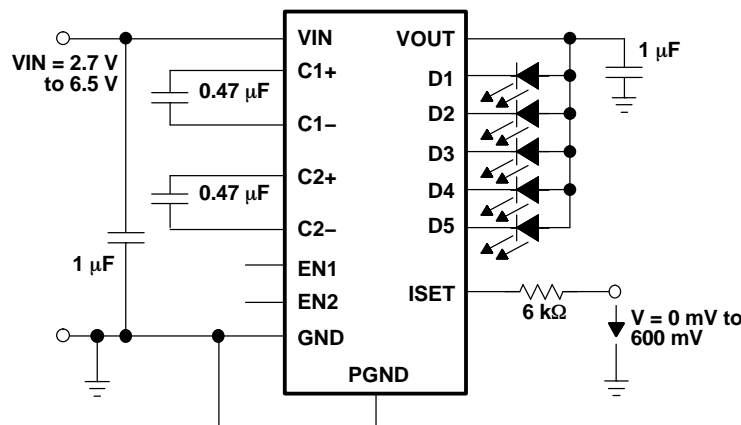 VIN
VOUT
1 µF
VIN = 2.7 V
to 6.5 V
C1+
0.47 µF
C1−
D1
D2
D3
C2+
0.47 µF
C2−
D4
D5
1 µF
EN1
EN2
ISET
6 kΩ
V = 0 mV to
600 mV
GND
PGND